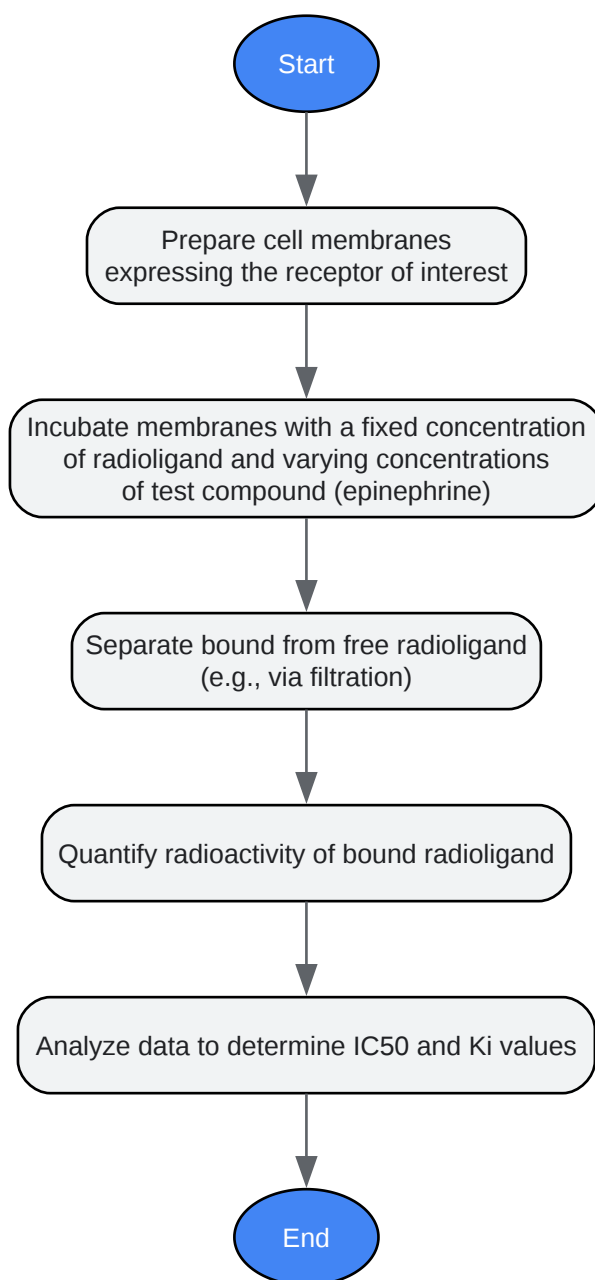 Start
Prepare cell membranes
expressing the receptor of interest
Incubate membranes with a fixed concentration
of radioligand and varying concentrations
of test compound (epinephrine)
Separate bound from free radioligand
(e.g., via filtration)
Quantify radioactivity of bound radioligand
Analyze data to determine IC50 and Ki values
End